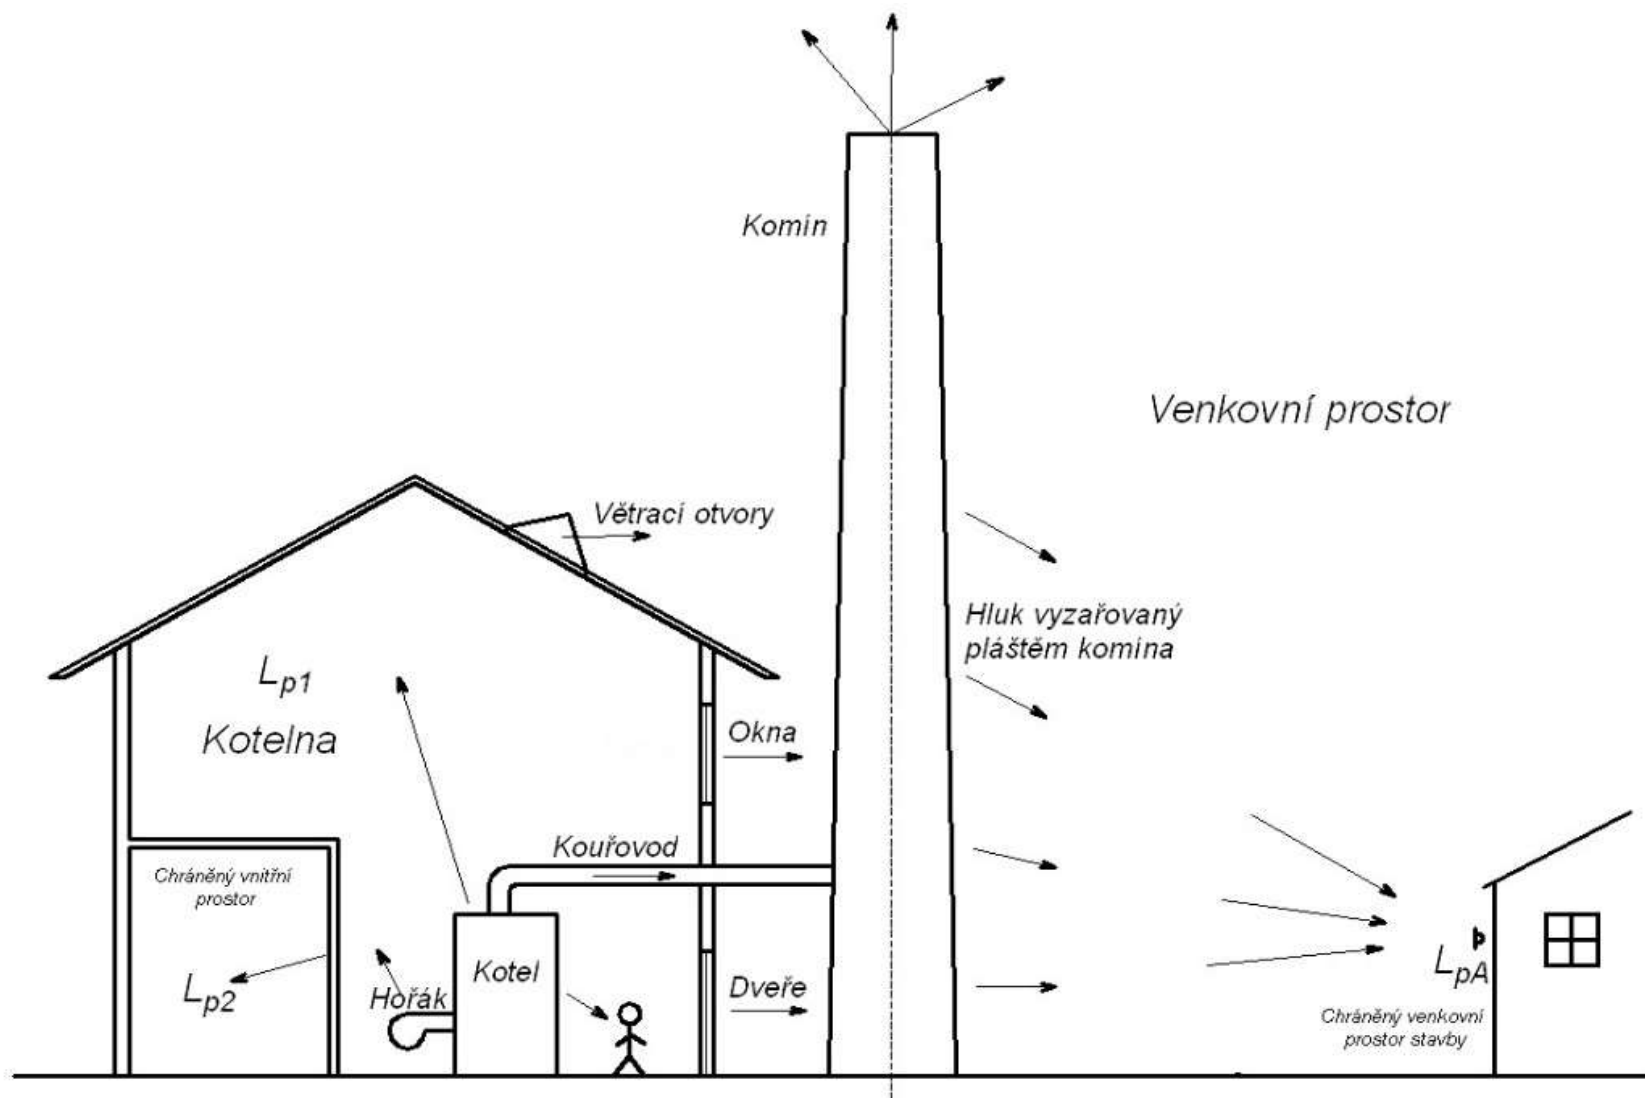 Komín
Venkovní prostor
Větrací otvory
Hluk vyzařovaný
pláštěm komína
Lp1
Kotelna
Okna
Kouřovod
Chráněný vnitřní
prostor
Lp2
Hořák
Kotel
Dveře
LpA
Chráněný venkovní
prostor stavby